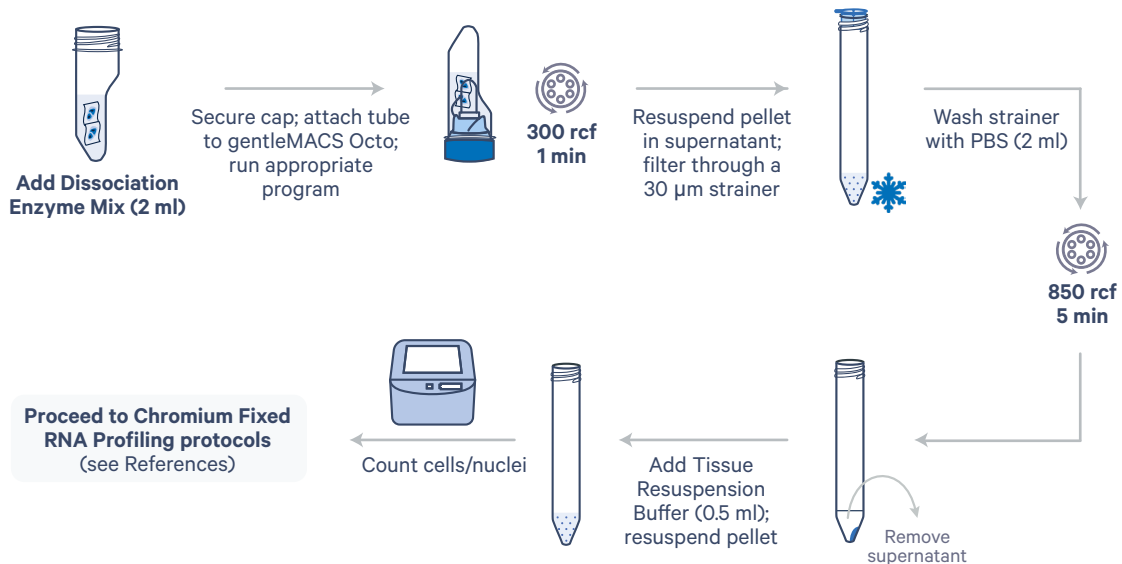 Add Dissociation
Enzyme Mix (2 ml)
Secure cap; attach tube
to gentleMACS Octo;
run appropriate
program
300 rcf
1 min
Resuspend pellet
in supernatant;
filter through a
30 µm strainer
Wash strainer
with PBS (2 ml)
850 rcf
5 min
Remove
supernatant
Add Tissue
Resuspension
Buffer (0.5 ml);
resuspend pellet
Count cells/nuclei
Proceed to Chromium Fixed
RNA Profiling protocols
(see References)